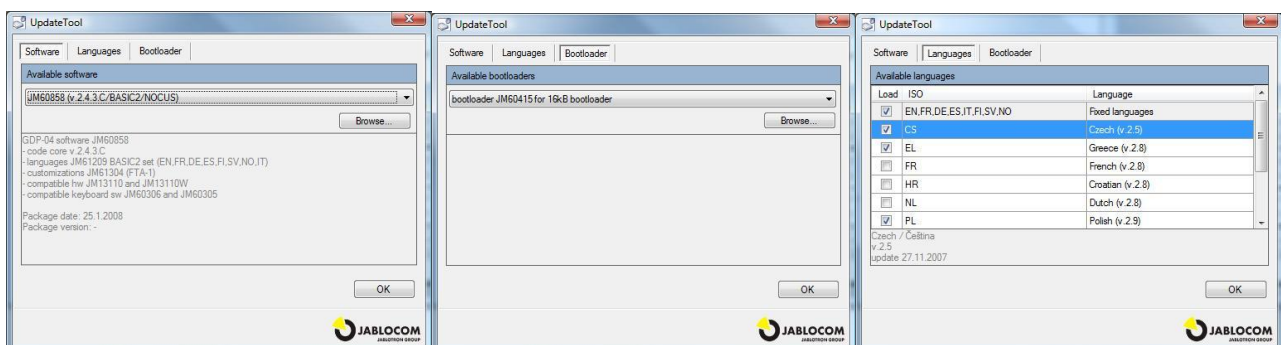 UpdateTool
Software Languages Bootloader
Available software
JM60858 (v.2.4.3.C/BASIC2/NOCUS)
Browse...
GDP-04 software JM60858
- code core v.2.4.3.C
- languages JM61209 BASIC2 set (EN,FR,DE,ES,FI,SV,NO,IT)
- customizations JM61304 (FTA-1)
- compatible hw JM13110 and JM13110W
- compatible keyboard sw JM60306 and JM60305
Package date: 25.1.2008
Package version: -
OK
JABLOCOM
JABLOTRON GROUP
UpdateTool
Software Languages Bootloader
Available bootloaders
bootloader JM60415 for 16kB bootloader
Browse...
OK
JABLOCOM
JABLOTRON GROUP
UpdateTool
Software Languages Bootloader
Available languages
Load ISO Language
EN,FR,DE,ES,IT,FI,SV,NO Fixed languages
CS Czech (v.2.5)
EL Greece (v.2.8)
FR French (v.2.8)
HR Croatian (v.2.8)
NL Dutch (v.2.8)
PL Polish (v.2.9)
Czech / Čeština
v.2.5
update 27.11.2007
OK
JABLOCOM
JABLOTRON GROUP